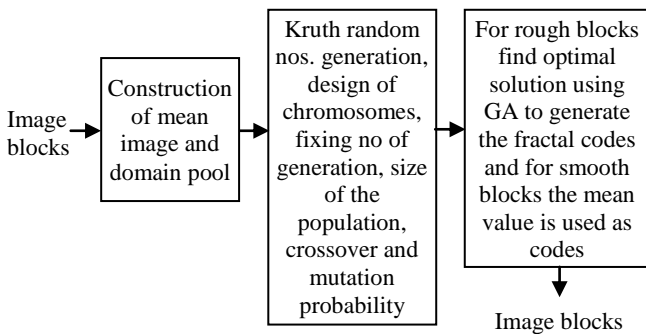 Image
blocks
Construction
of mean
image and
domain pool
Kruth random
nos. generation,
design of
chromosomes,
fixing no of
generation, size
of the
population,
crossover and
mutation
probability
For rough blocks
find optimal
solution using
GA to generate
the fractal codes
and for smooth
blocks the mean
value is used as
codes
Image blocks